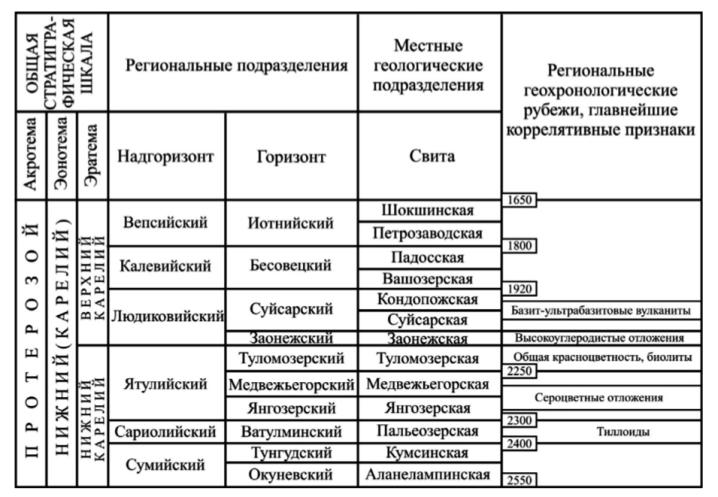 ОБЩАЯ
СТРАТИГРА-
ФИЧЕСКАЯ
ШКАЛА
Региональные подразделения
Местные
геологические
подразделения
Региональные
геохронологические
рубежи, главнейшие
коррелятивные признаки
Акротема
Эонотема
Эратема
Надгоризонт
Горизонт
Свита
ПРОТЕРОЗОЙ
НИЖНИЙ (КАРЕЛИЙ)
ВЕРХНИЙ
КАРЕЛИЙ
1650
Вепсийский
Иотнийский
Шокшинская
Петрозаводская
1800
Калевийский
Бесовецкий
Падосская
Вашозерская
1920
Людиковийский
Суйсарский
Кондопожская
Базит-ультрабазитовые вулканиты
Суйсарская
Заонежский
Заонежская
Высокоуглеродистые отложения
НИЖНИЙ
КАРЕЛИЙ
Ятулийский
Туломозерский
Туломозерская
Общая красноцветность, биолиты
2250
Медвежьегорский
Медвежьегорская
Сероцветные отложения
Янгозерский
Янгозерская
2300
Сариолийский
Ватулминский
Пальеозерская
Тиллоиды
2400
Сумийский
Тунгудский
Кумсинская
Окуневский
Аланелампинская
2550